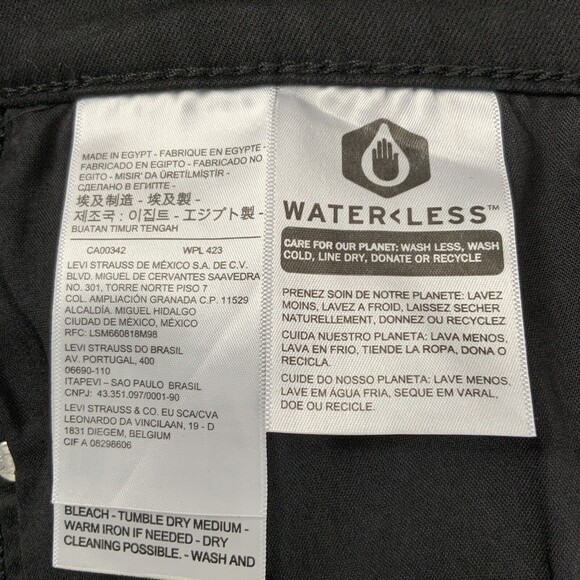 MADE IN EGYPT - FABRIQUE EN EGYPTE -
FABRICADO EN EGIPTO - FABRICADO NO
EGITO - MISIR' DA ÜRETİLMİŞTİR -
СДЕЛАНО В ЕГИПТЕ -
埃及制造 - 埃及製 -
제조국 : 이집트 - エジプト製 -
BUATAN TIMUR TENGAH
CA00342 WPL 423
LEVI STRAUSS DE MÉXICO S.A. DE C.V.
BLVD. MIGUEL DE CERVANTES SAAVEDRA
NO. 301, TORRE NORTE PISO 7
COL. AMPLIACIÓN GRANADA C.P. 11529
ALCALDÍA. MIGUEL HIDALGO
CIUDAD DE MÉXICO, MÉXICO
RFC: LSM660818M98
LEVI STRAUSS DO BRASIL
AV. PORTUGAL, 400
06690-110
ITAPEVI – SAO PAULO BRASIL
CNPJ: 43.351.097/0001-90
LEVI STRAUSS & CO. EU SCA/CVA
LEONARDO DA VINCILAAN, 19 - D
1831 DIEGEM, BELGIUM
CIF A 08298606
BLEACH - TUMBLE DRY MEDIUM -
WARM IRON IF NEEDED - DRY
CLEANING POSSIBLE. - WASH AND
WATER<LESS™
CARE FOR OUR PLANET: WASH LESS, WASH
COLD, LINE DRY, DONATE OR RECYCLE
PRENEZ SOIN DE NOTRE PLANETE: LAVEZ
MOINS, LAVEZ A FROID, LAISSEZ SECHER
NATURELLEMENT, DONNEZ OU RECYCLEZ
CUIDA NUESTRO PLANETA: LAVA MENOS,
LAVA EN FRIO, TIENDE LA ROPA, DONA O
RECICLA.
CUIDE DO NOSSO PLANETA: LAVE MENOS,
LAVE EM ÁGUA FRIA, SEQUE EM VARAL,
DOE OU RECICLE.